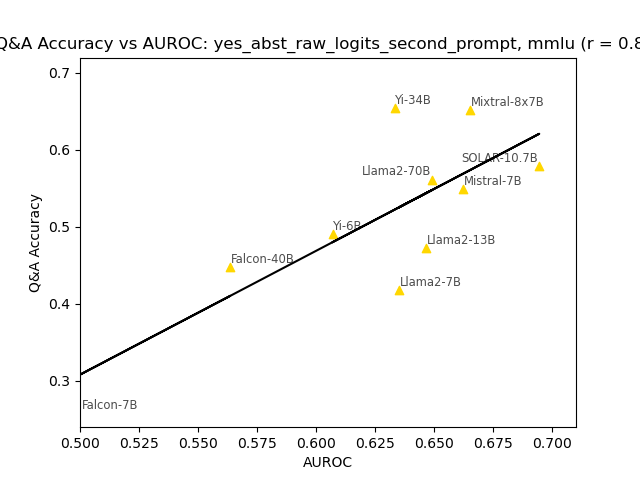 Q&A Accuracy vs AUROC: yes_abst_raw_logits_second_prompt, mmlu (r = 0.8
0.7
0.6
0.5
0.4
0.3
Q&A Accuracy
Yi-34B
Mixtral-8x7B
SOLAR-10.7B
Llama2-70B
Mistral-7B
Yi-6B
Llama2-13B
Falcon-40B
Llama2-7B
Falcon-7B
0.500 0.525 0.550 0.575 0.600 0.625 0.650 0.675 0.700
AUROC